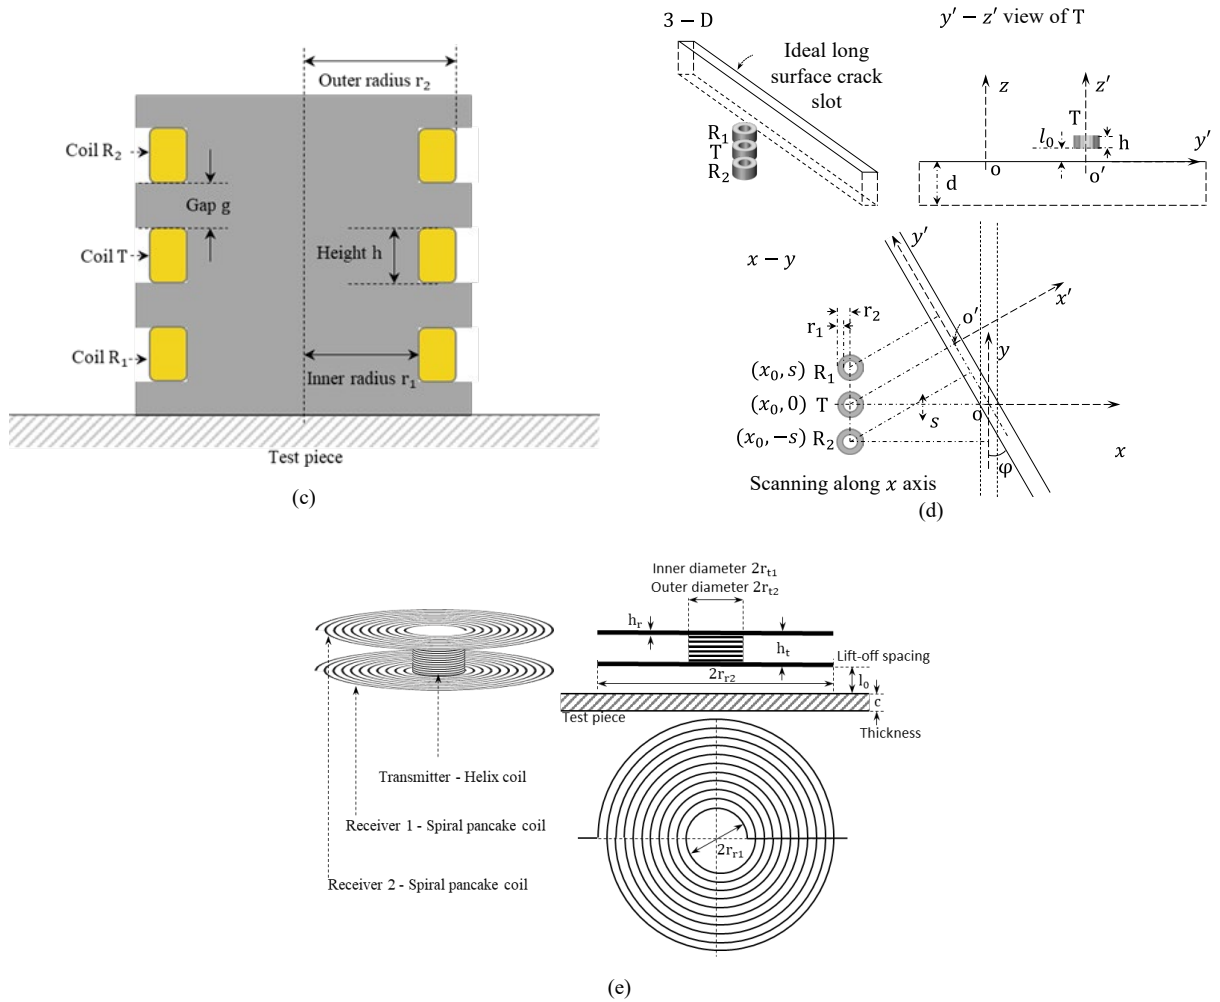 Outer radius r₂
Coil R₂
Gap g
Coil T
Height h
Coil R₁
Inner radius r₁
Test piece
(c)
3 − D
Ideal long
surface crack
slot
R₁
T
R₂
y′ − z′ view of T
z
z′
T
l₀
h
y′
o
o′
d
x − y
y′
x′
o′
r₂
r₁
y
(x₀, s) R₁
(x₀, 0) T
(x₀, −s) R₂
s
o
x
φ
Scanning along x axis
(d)
Inner diameter 2rₜ₁
Outer diameter 2rₜ₂
hᵣ
hₜ
Lift-off spacing
2rᵣ₂
l₀
c
Test piece
Thickness
Transmitter - Helix coil
Receiver 1 - Spiral pancake coil
2rᵣ₁
Receiver 2 - Spiral pancake coil
(e)